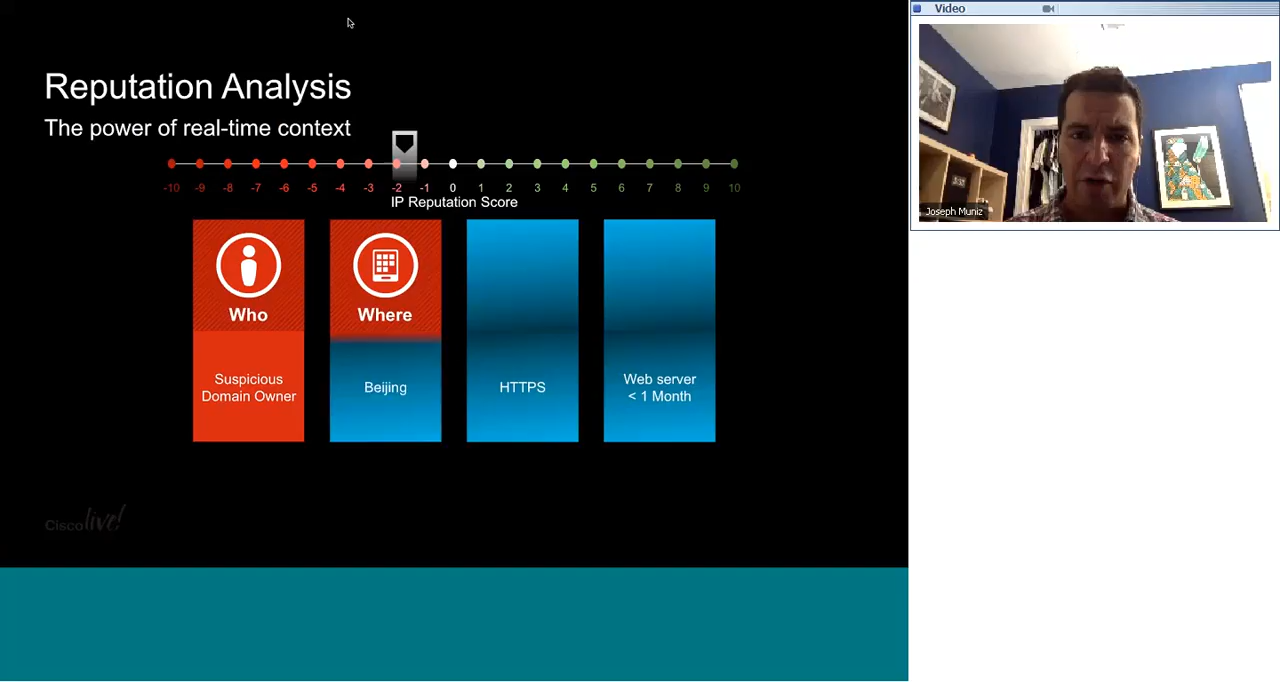 Video
Reputation Analysis
The power of real-time context
-10 -9 -8 -7 -6 -5 -4 -3 -2 -1 0 1 2 3 4 5 6 7 8 9 10
IP Reputation Score
Who
Suspicious
Domain Owner
Where
Beijing
HTTPS
Web server
< 1 Month
Joseph Muniz
Cisco live!